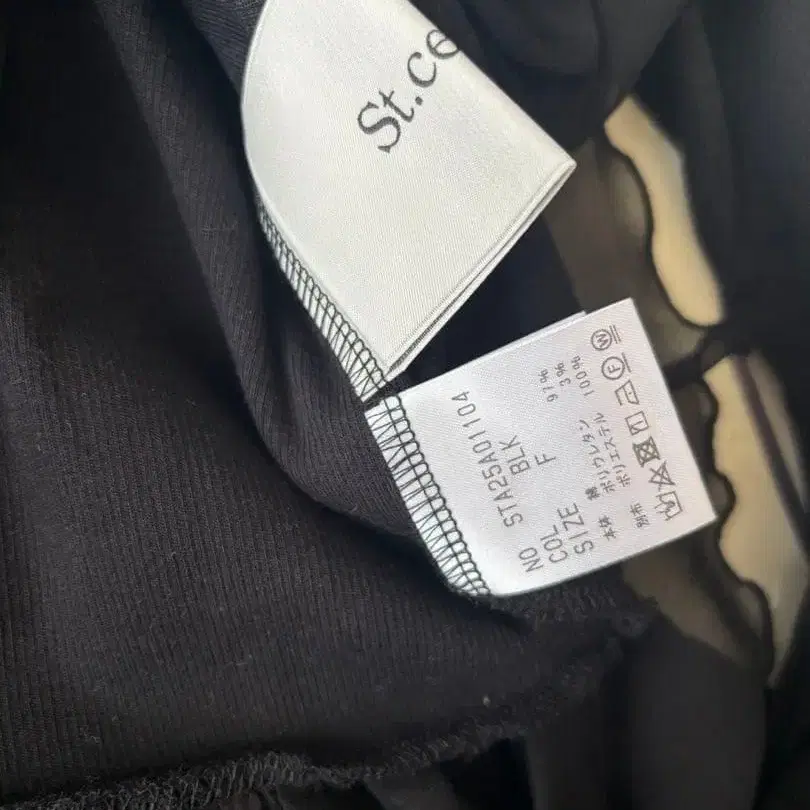 St.ce
NO STA25A01104
COL BLK
SIZE F
本体 綿 97%
ポリウレタン 3%
別布 ポリエステル 100%
F W